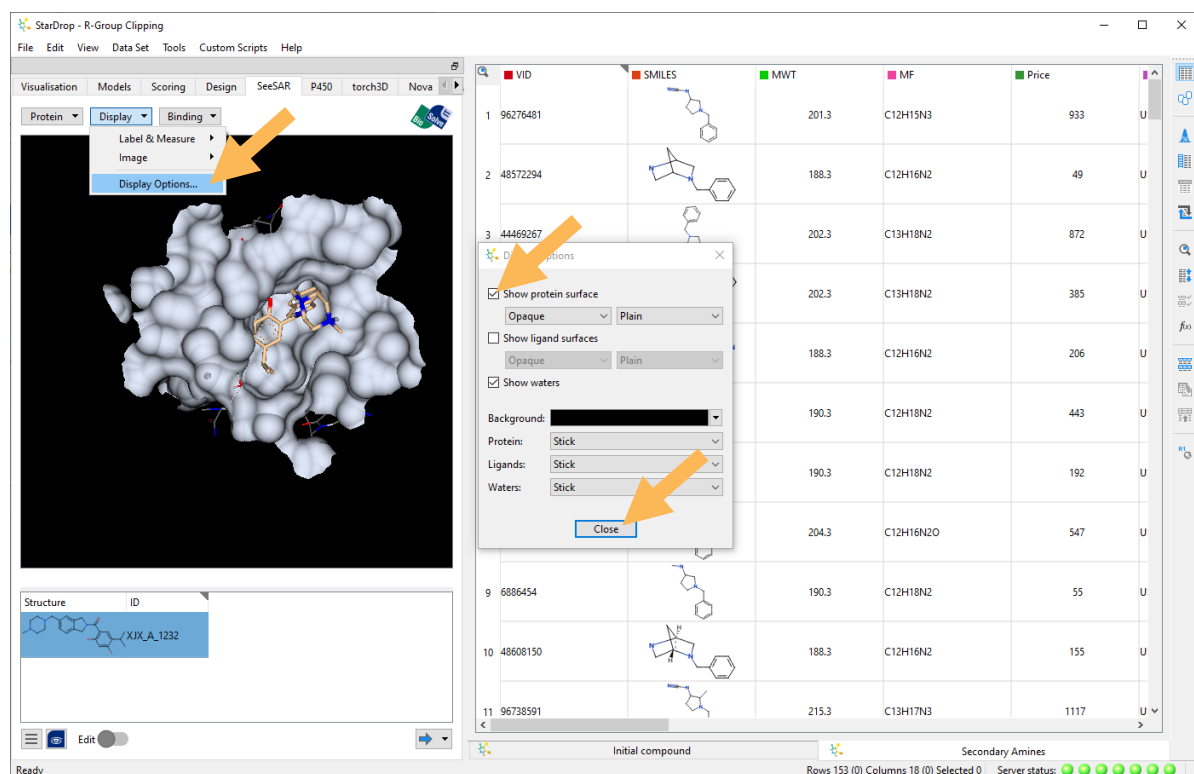 StarDrop - R-Group Clipping
File Edit View Data Set Tools Custom Scripts Help
Visualisation Models Scoring Design SeeSAR P450 torch3D Nova
Protein Display Binding
Bio Solve
Label & Measure
Image
Display Options...
Structure ID
XJX_A_1232
Edit
VID SMILES MWT MF Price
1 96276481 201.3 C12H15N3 933 U
2 48572294 188.3 C12H16N2 49 U
3 44469267 202.3 C13H18N2 872 U
202.3 C13H18N2 385 U
188.3 C12H16N2 206 U
190.3 C12H18N2 443 U
190.3 C12H18N2 192 U
204.3 C12H16N2O 547 U
9 6886454 190.3 C12H18N2 55 U
10 48608150 188.3 C12H16N2 155 U
11 96738591 215.3 C13H17N3 1117 U
Show protein surface
Opaque Plain
Show ligand surfaces
Opaque Plain
Show waters
Background:
Protein: Stick
Ligands: Stick
Waters: Stick
Close
f(x)
R1
Initial compound Secondary Amines
Ready
Rows 153 (0) Columns 18 (0) Selected 0 Server status: